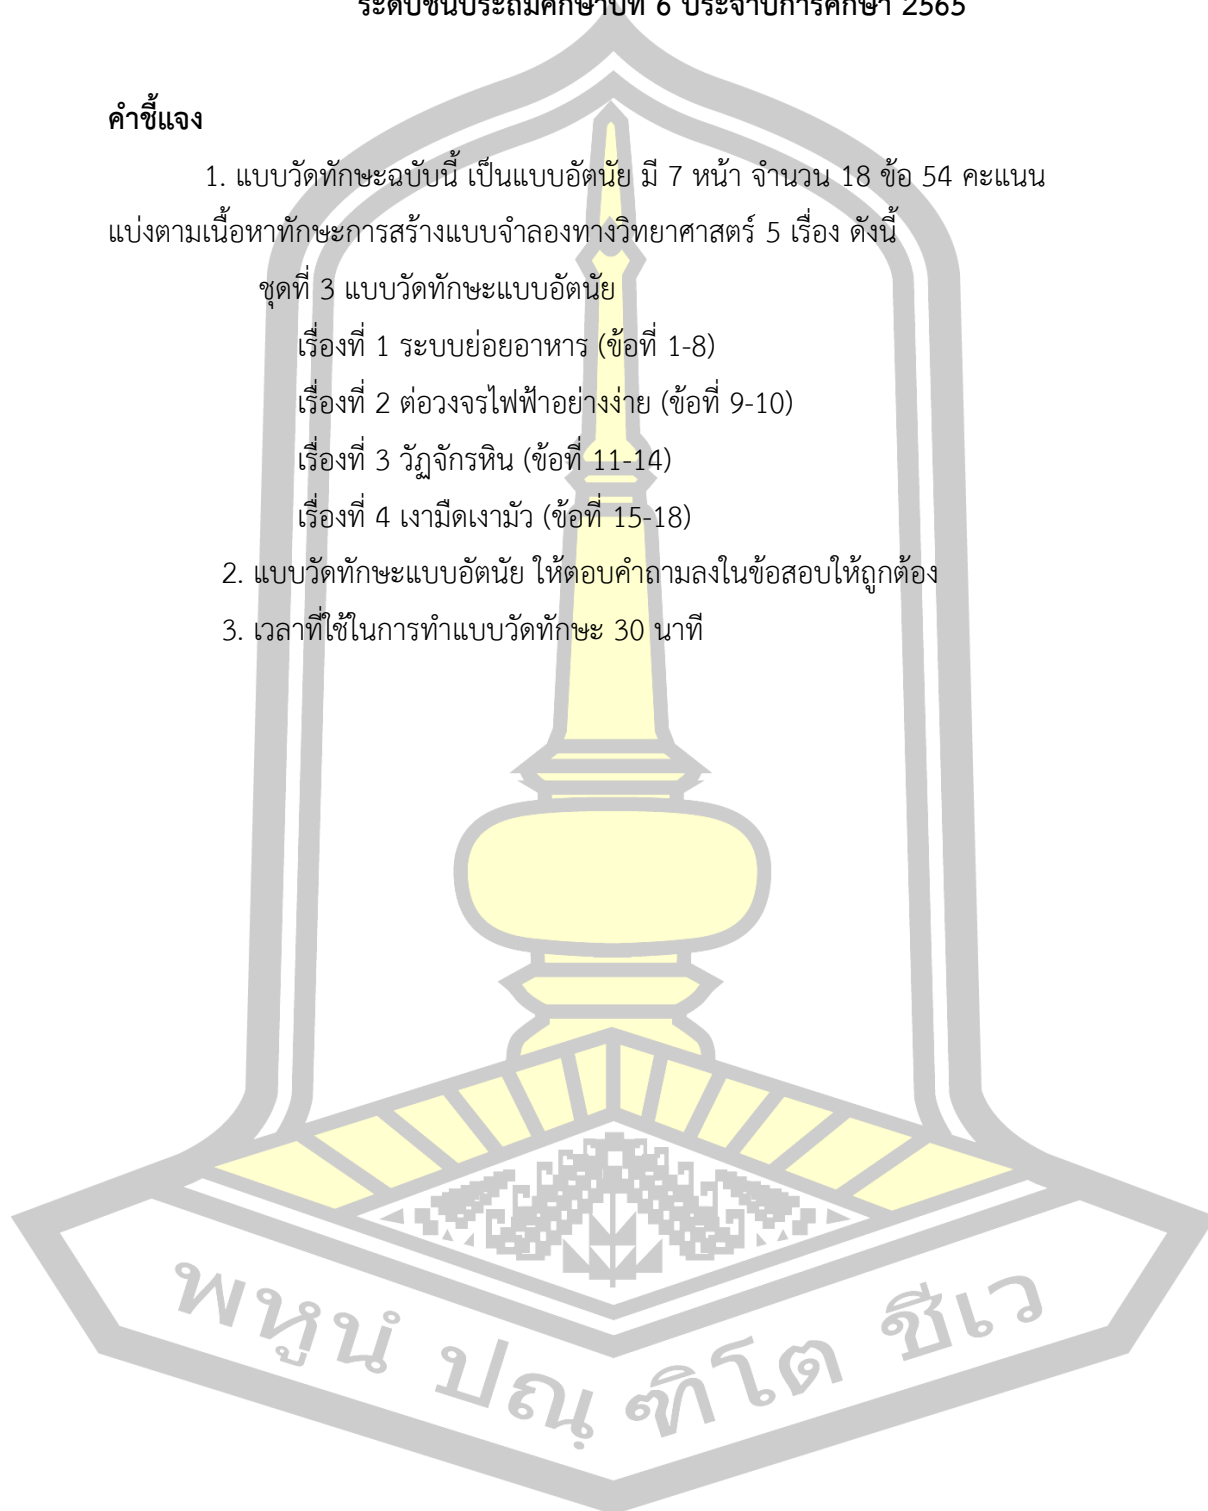 ระดับชั้นประถมศึกษาปีที่ 6 ประจำปีการศึกษา 2565
คำชี้แจง
1. แบบวัดทักษะฉบับนี้ เป็นแบบอัตนัย มี 7 หน้า จำนวน 18 ข้อ 54 คะแนน
แบ่งตามเนื้อหาทักษะการสร้างแบบจำลองทางวิทยาศาสตร์ 5 เรื่อง ดังนี้
ชุดที่ 3 แบบวัดทักษะแบบอัตนัย
เรื่องที่ 1 ระบบย่อยอาหาร (ข้อที่ 1-8)
เรื่องที่ 2 ต่อวงจรไฟฟ้าอย่างง่าย (ข้อที่ 9-10)
เรื่องที่ 3 วัฏจักรหิน (ข้อที่ 11-14)
เรื่องที่ 4 เงามืดเงามัว (ข้อที่ 15-18)
2. แบบวัดทักษะแบบอัตนัย ให้ตอบคำถามลงในข้อสอบให้ถูกต้อง
3. เวลาที่ใช้ในการทำแบบวัดทักษะ 30 นาที
พหูนํ ปณฺ ฑิโต ชีเว